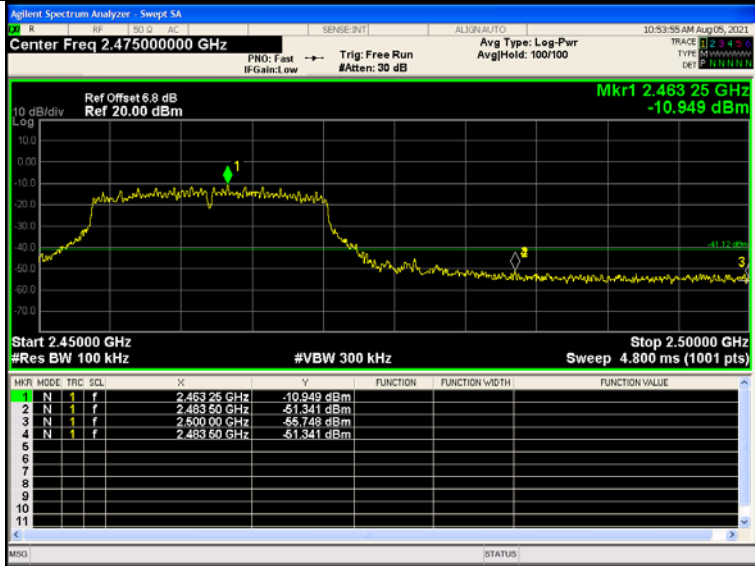 Agilent Spectrum Analyzer - Swept SA
R RF 50 Ω AC SENSE:INT ALIGN AUTO 10:53:55 AM Aug 05, 2021
Center Freq 2.475000000 GHz
PNO: Fast
IFGain:Low
Trig: Free Run
#Atten: 30 dB
Avg Type: Log-Pwr
Avg|Hold: 100/100
TRACE 1 2 3 4 5 6
TYPE M
DET P N N N N N
Mkr1 2.463 25 GHz
-10.949 dBm
10 dB/div
Log
Ref Offset 6.8 dB
Ref 20.00 dBm
10.0
0.00
-10.0
-20.0
-30.0
-40.0
-50.0
-60.0
-70.0
1
-41.12 dBm
3
Start 2.45000 GHz Stop 2.50000 GHz
#Res BW 100 kHz #VBW 300 kHz Sweep 4.800 ms (1001 pts)
MKR MODE TRC SCL X Y FUNCTION FUNCTION WIDTH FUNCTION VALUE
1 N 1 f 2.463 25 GHz -10.949 dBm
2 N 1 f 2.483 50 GHz -51.341 dBm
3 N 1 f 2.500 00 GHz -55.748 dBm
4 N 1 f 2.483 50 GHz -51.341 dBm
5
6
7
8
9
10
11
MSG STATUS